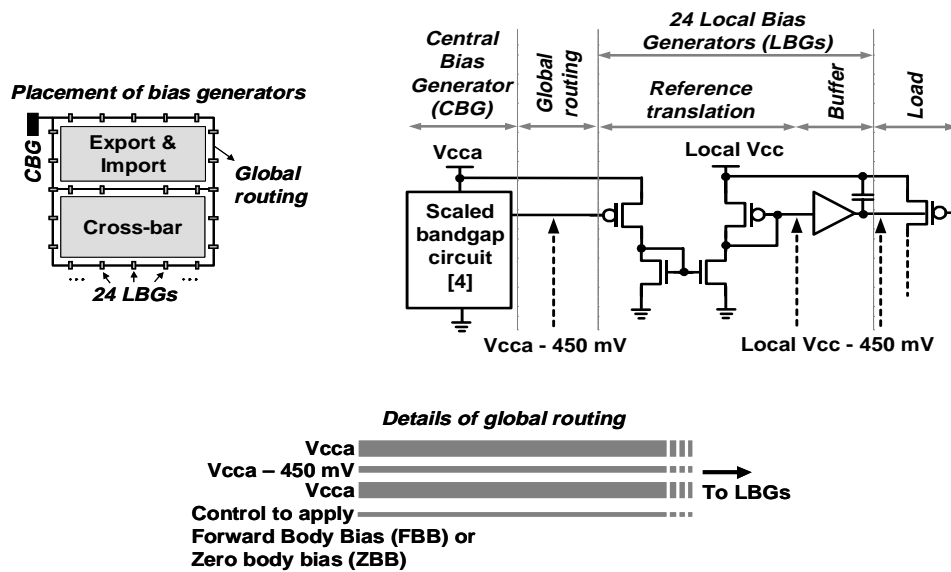 Placement of bias generators
CBG
Export &
Import
Cross-bar
Global
routing
...
...
24 LBGs
Central
Bias
Generator
(CBG)
Global
routing
24 Local Bias
Generators (LBGs)
Reference
translation
Buffer
Load
Vcca
Local Vcc
Scaled
bandgap
circuit
[4]
Vcca - 450 mV
Local Vcc - 450 mV
Details of global routing
Vcca
Vcca – 450 mV
Vcca
Control to apply
Forward Body Bias (FBB) or
Zero body bias (ZBB)
To LBGs